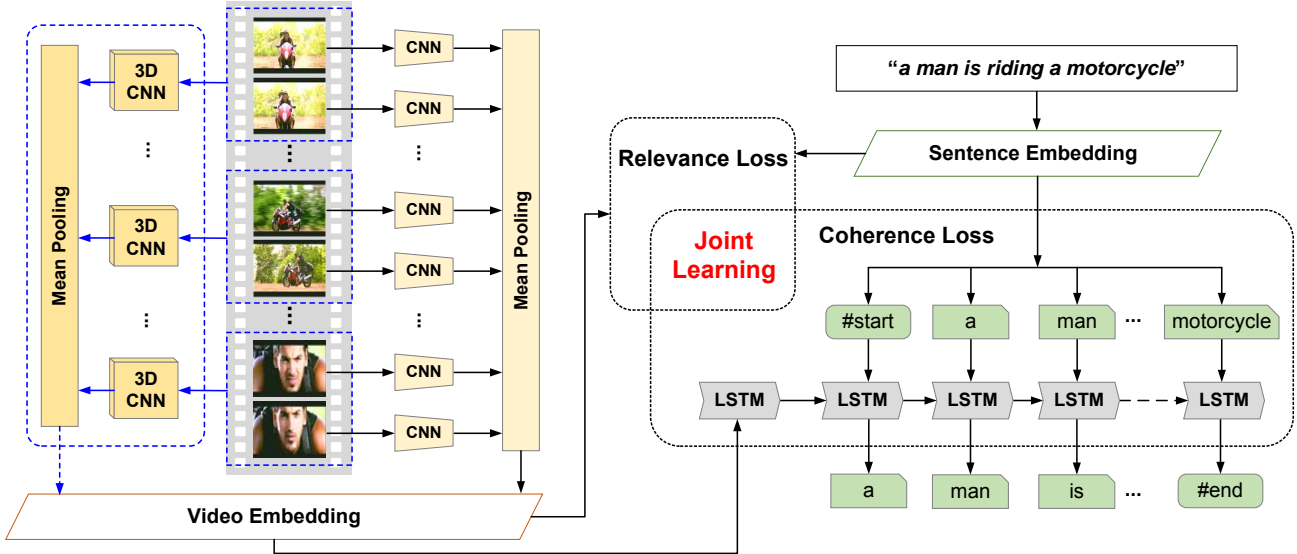 Mean Pooling
3D
CNN
...
3D
CNN
...
3D
CNN
...
...
CNN
CNN
...
CNN
CNN
...
CNN
CNN
Mean Pooling
Video Embedding
“a man is riding a motorcycle”
Sentence Embedding
Relevance Loss
Joint
Learning
Coherence Loss
#start a man ... motorcycle
LSTM LSTM LSTM LSTM LSTM
a man is ... #end